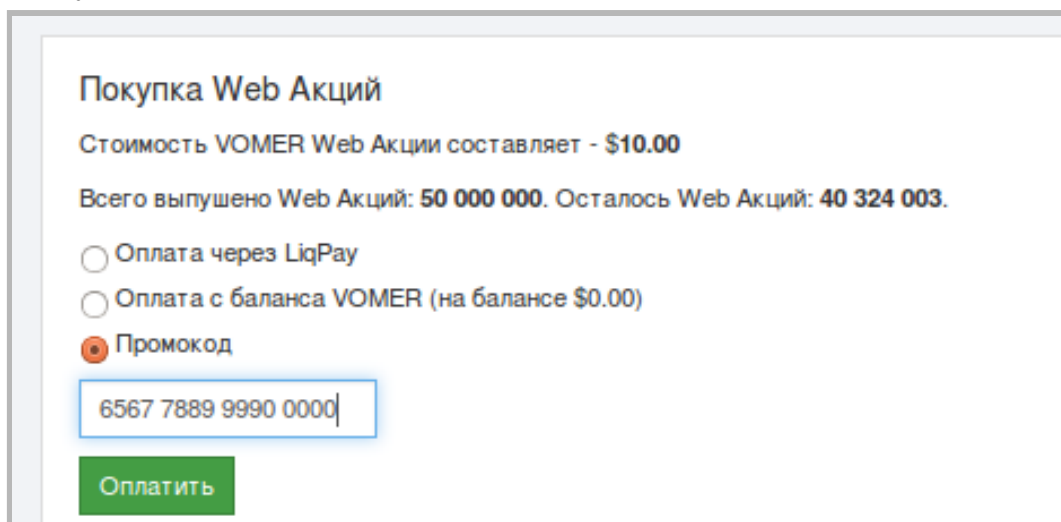 Покупка Web Акций
Стоимость VOMER Web Акции составляет - $10.00
Всего выпушено Web Акций: 50 000 000. Осталось Web Акций: 40 324 003.
Оплата через LiqPay
Оплата с баланса VOMER (на балансе $0.00)
Промокод
6567 7889 9990 0000
Оплатить